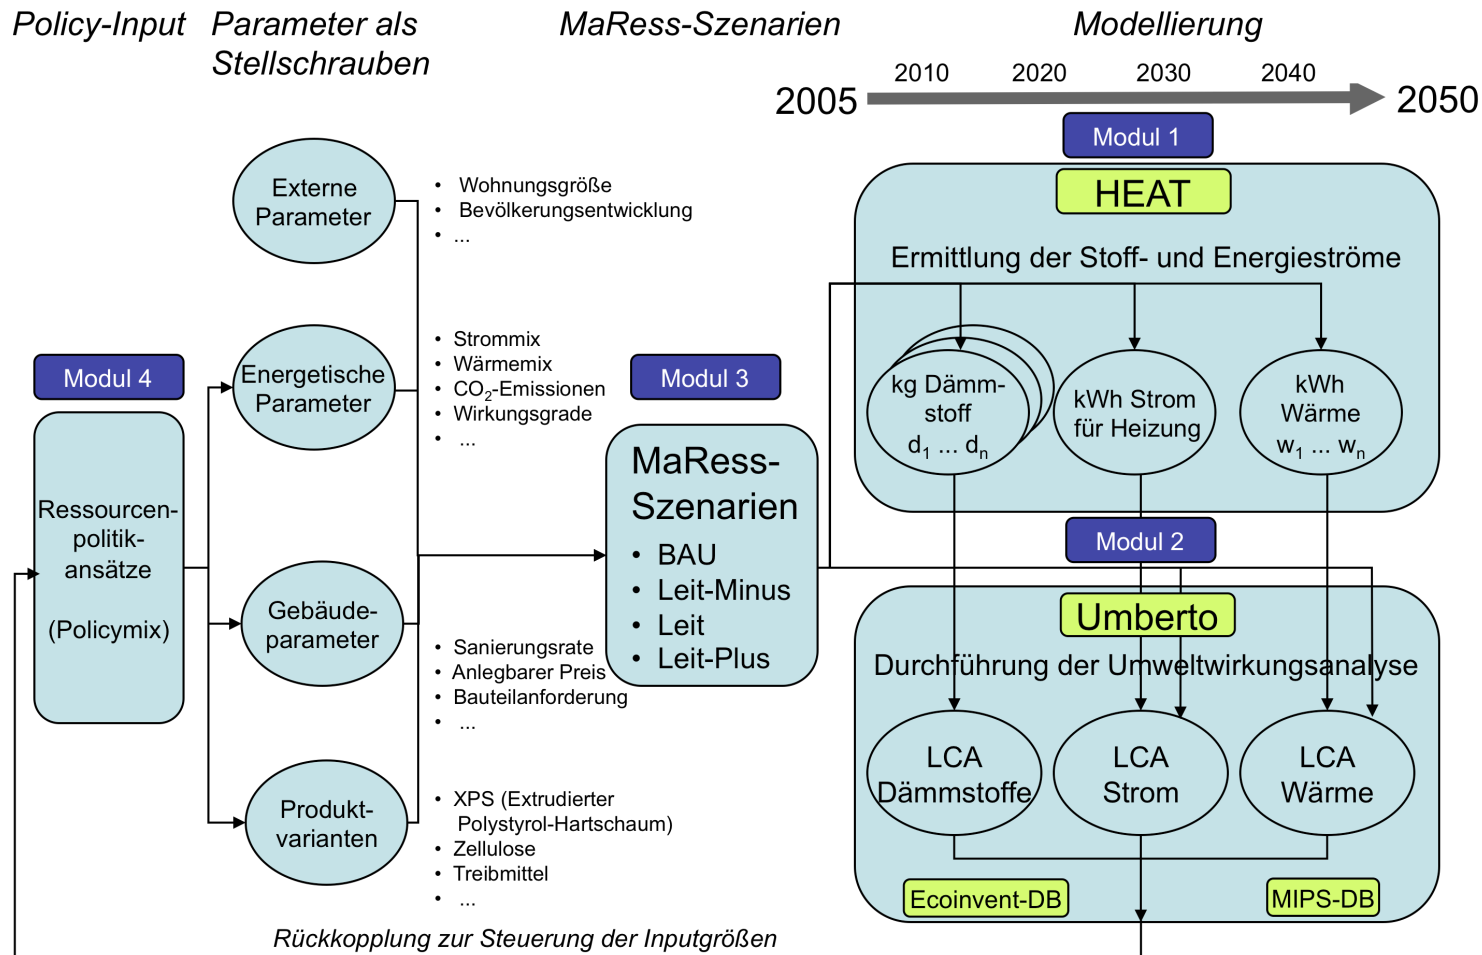 Policy-Input
Parameter als
Stellschrauben
MaRess-Szenarien
Modellierung
2005
2010
2020
2030
2040
2050
Modul 4
Ressourcen-
politik-
ansätze
(Policymix)
Externe
Parameter
• Wohnungsgröße
• Bevölkerungsentwicklung
• ...
Energetische
Parameter
• Strommix
• Wärmemix
• CO₂-Emissionen
• Wirkungsgrade
• ...
Gebäude-
parameter
• Sanierungsrate
• Anlegbarer Preis
• Bauteilanforderung
• ...
Produkt-
varianten
• XPS (Extrudierter
Polystyrol-Hartschaum)
• Zellulose
• Treibmittel
• ...
Modul 3
MaRess-
Szenarien
• BAU
• Leit-Minus
• Leit
• Leit-Plus
Modul 1
HEAT
Ermittlung der Stoff- und Energieströme
kg Dämm-
stoff
d₁ ... dₙ
kWh Strom
für Heizung
kWh
Wärme
w₁ ... wₙ
Modul 2
Umberto
Durchführung der Umweltwirkungsanalyse
LCA
Dämmstoffe
LCA
Strom
LCA
Wärme
Ecoinvent-DB
MIPS-DB
Rückkopplung zur Steuerung der Inputgrößen